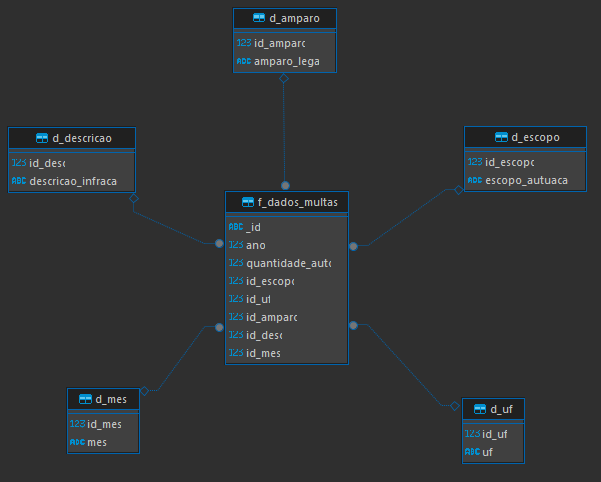 d_amparo
123 id_amparo
ABC amparo_lega
d_descricao
123 id_desc
ABC descricao_infraca
d_escopo
123 id_escopo
ABC escopo_autuaca
f_dados_multas
ABC _id
123 ano
123 quantidade_auto
123 id_escopo
123 id_uf
123 id_amparo
123 id_desc
123 id_mes
d_mes
123 id_mes
ABC mes
d_uf
123 id_uf
ABC uf